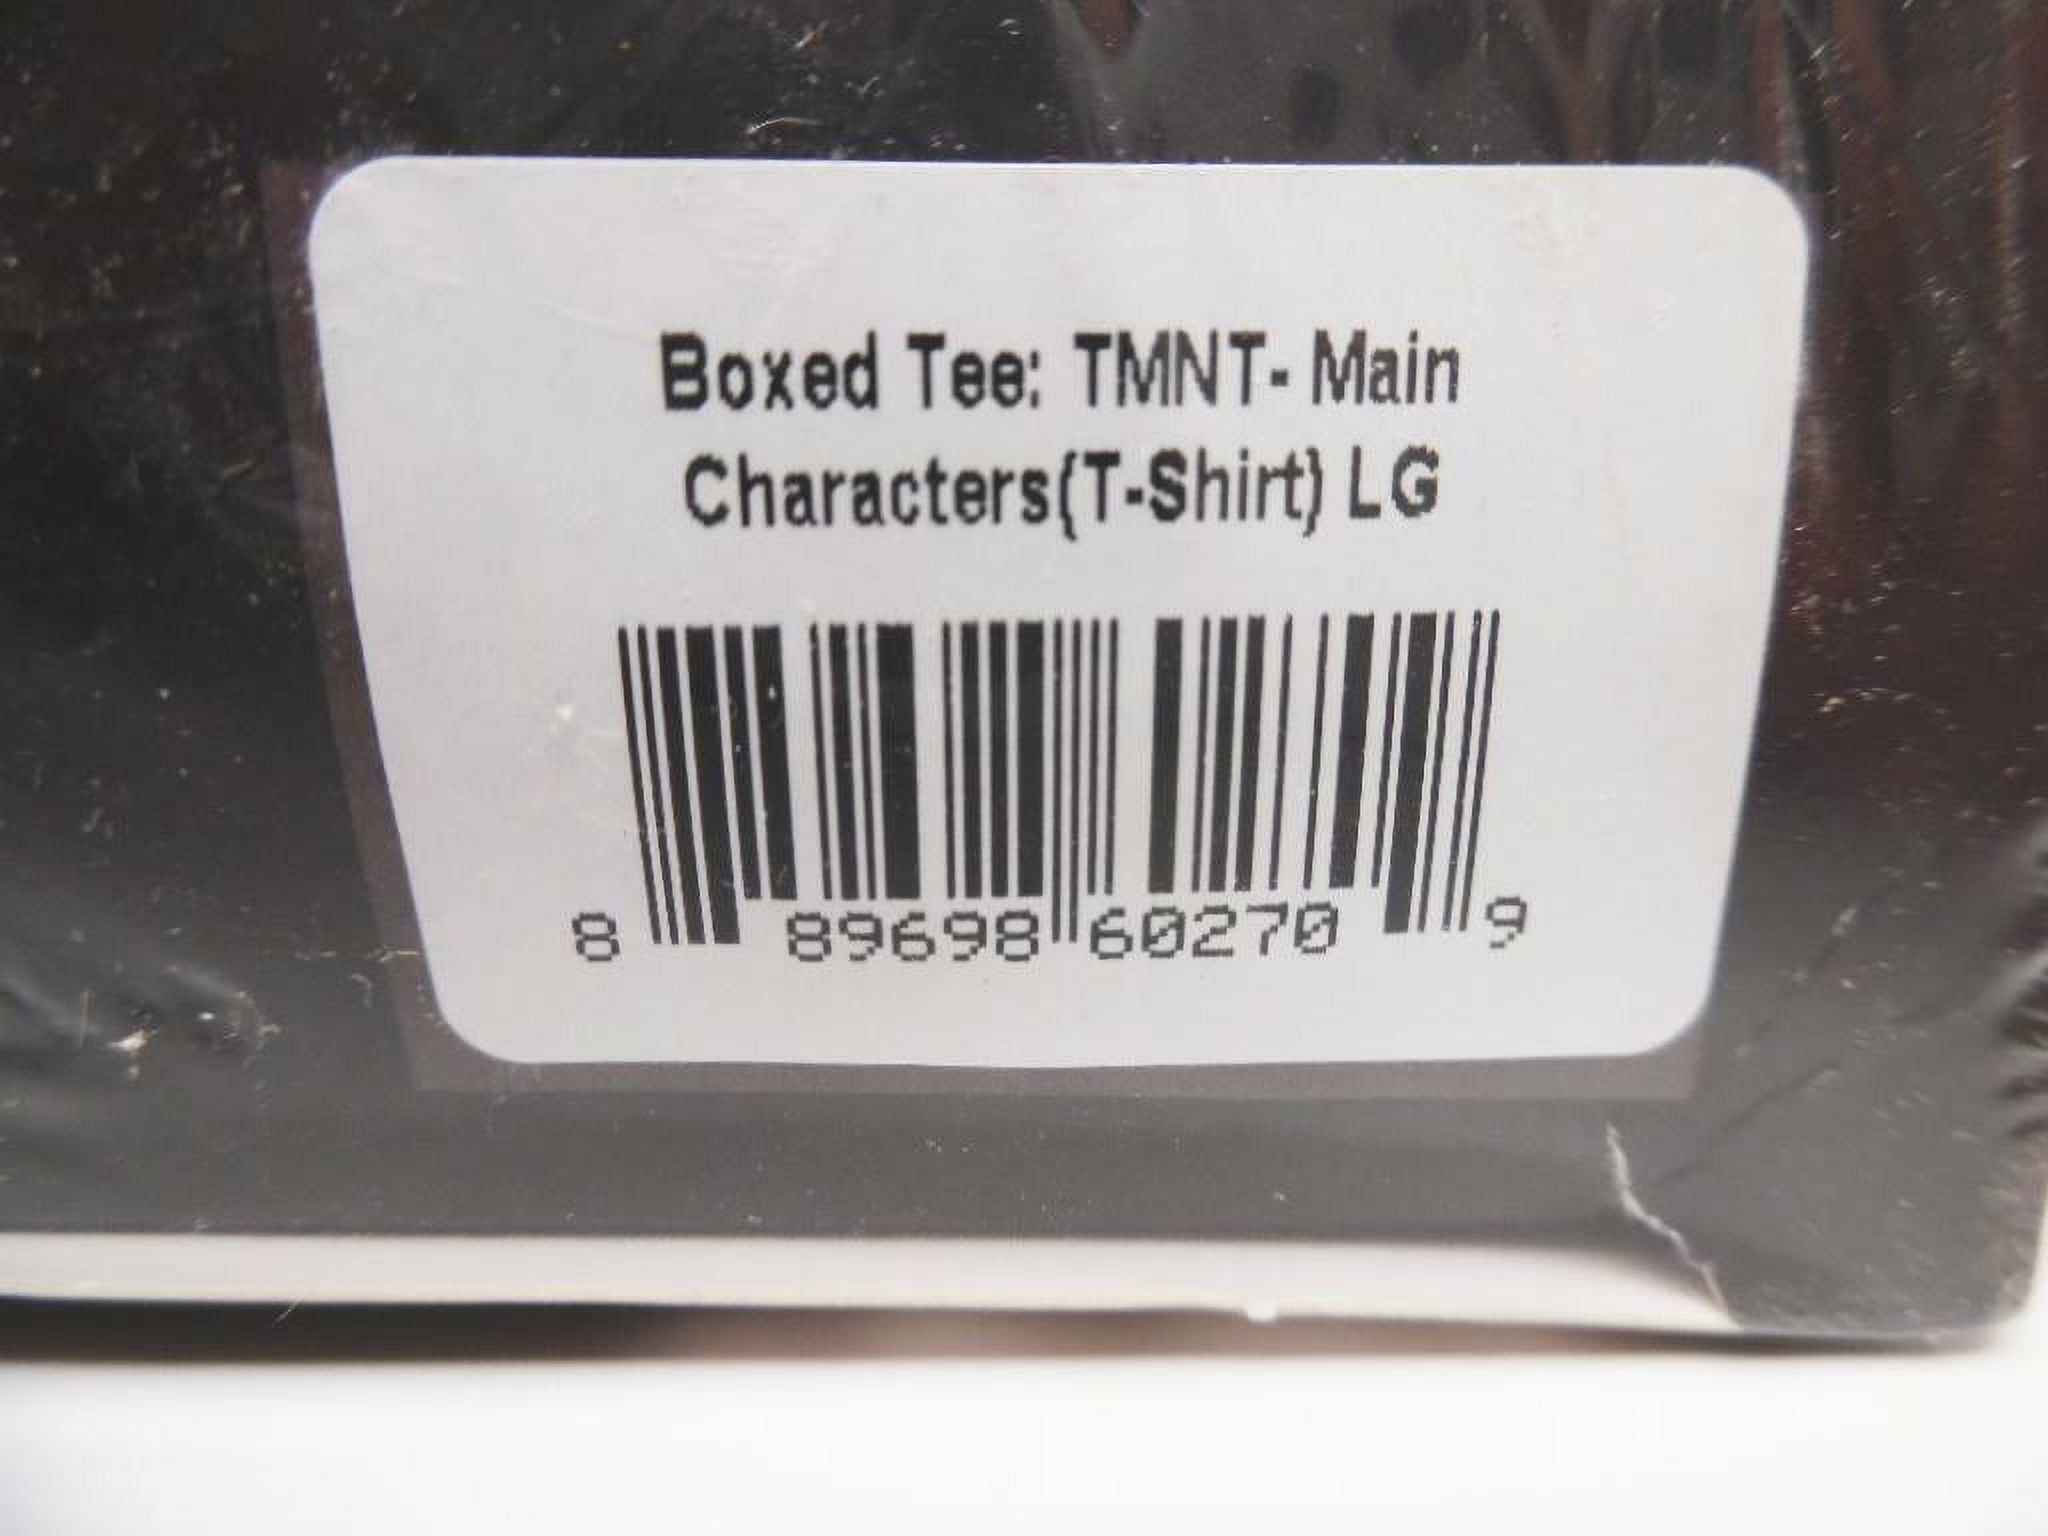 Boxed Tee: TMNT- Main
Characters(T-Shirt) LG
8 89698 60270 9